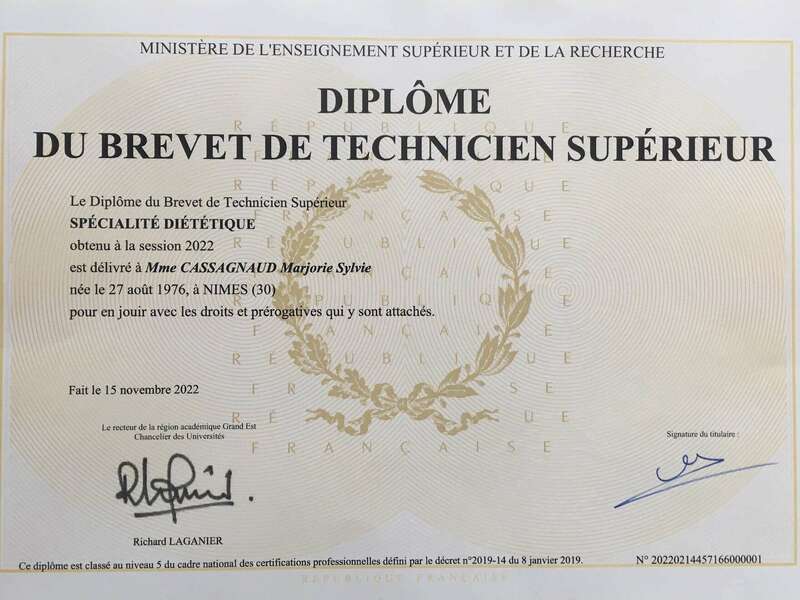 MINISTÈRE DE L'ENSEIGNEMENT SUPÉRIEUR ET DE LA RECHERCHE
DIPLÔME
DU BREVET DE TECHNICIEN SUPÉRIEUR
Le Diplôme du Brevet de Technicien Supérieur
SPÉCIALITÉ DIÉTÉTIQUE
obtenu à la session 2022
est délivré à Mme CASSAGNAUD Marjorie Sylvie
née le 27 août 1976, à NIMES (30)
pour en jouir avec les droits et prérogatives qui y sont attachés.
Fait le 15 novembre 2022
Le recteur de la région académique Grand Est
Chancelier des Universités
Signature du titulaire :
Richard LAGANIER
Ce diplôme est classé au niveau 5 du cadre national des certifications professionnelles défini par le décret n°2019-14 du 8 janvier 2019.
N° 20220214457166000001
RÉPUBLIQUE FRANÇAISE